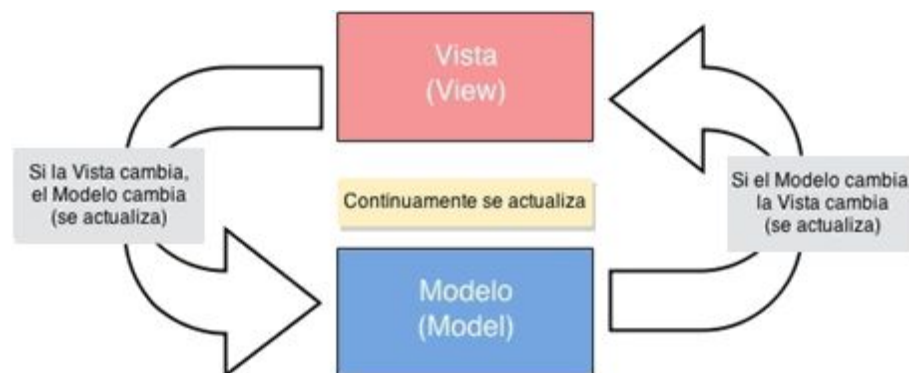 Vista
(View)
Si la Vista cambia,
el Modelo cambia
(se actualiza)
Continuamente se actualiza
Si el Modelo cambia,
la Vista cambia
(se actualiza)
Modelo
(Model)